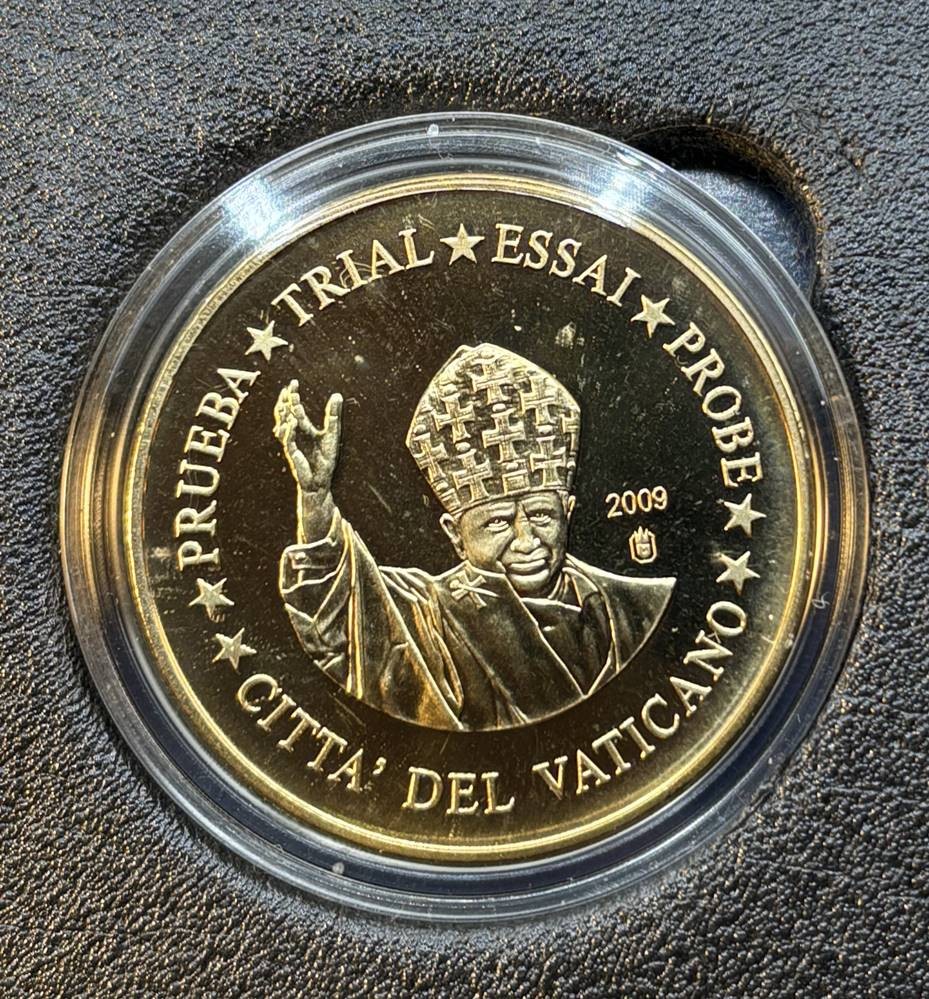 PRUEBA ★ TRIAL ★ ESSAI ★ PROBE
2009
CITTA' DEL VATICANO